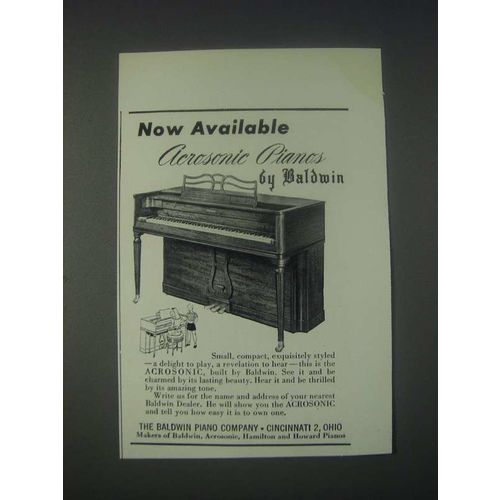 Now Available
Acrosonic Pianos
by Baldwin
Small, compact, exquisitely styled
—a delight to play, a revelation to hear—this is the
ACROSONIC, built by Baldwin. See it and be
charmed by its lasting beauty. Hear it and be thrilled
by its amazing tone.
Write us for the name and address of your nearest
Baldwin Dealer. He will show you the ACROSONIC
and tell you how easy it is to own one.
THE BALDWIN PIANO COMPANY • CINCINNATI 2, OHIO
Makers of Baldwin, Acrosonic, Hamilton and Howard Pianos